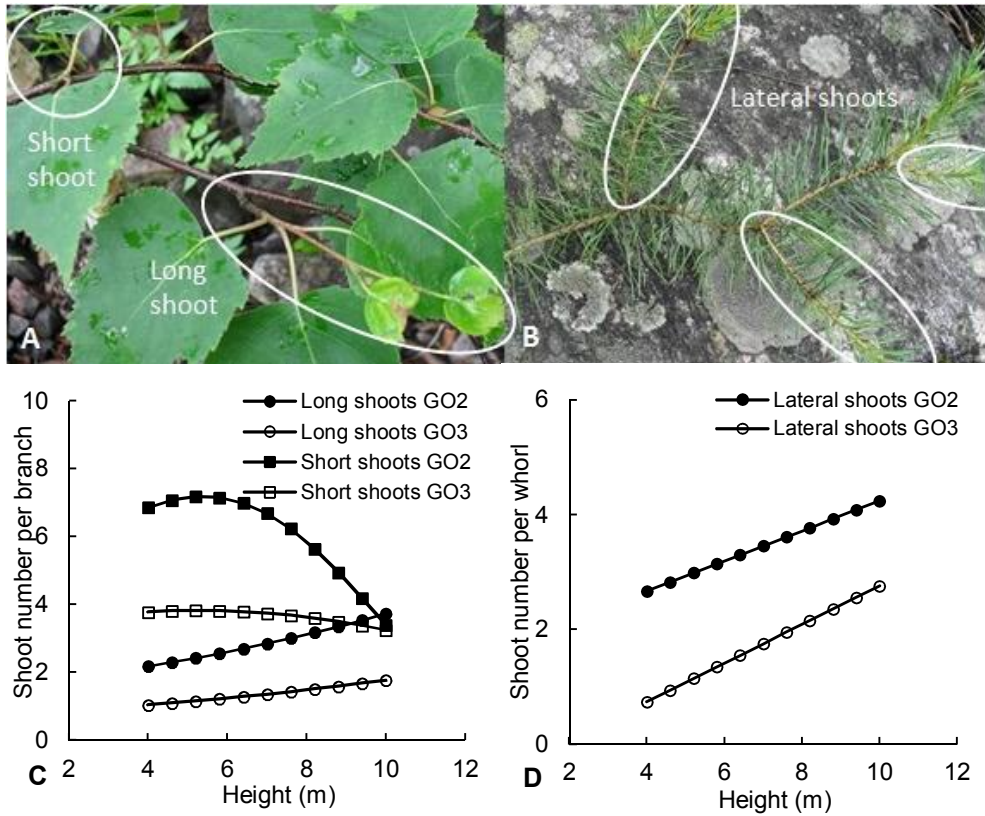 Short
shoot
Long
shoot
A
Lateral shoots
B
Long shoots GO2
Long shoots GO3
Short shoots GO2
Short shoots GO3
Shoot number per branch
10
8
6
4
2
0
2 4 6 8 10 12
Height (m)
C
Lateral shoots GO2
Lateral shoots GO3
Shoot number per whorl
6
4
2
0
2 4 6 8 10 12
Height (m)
D